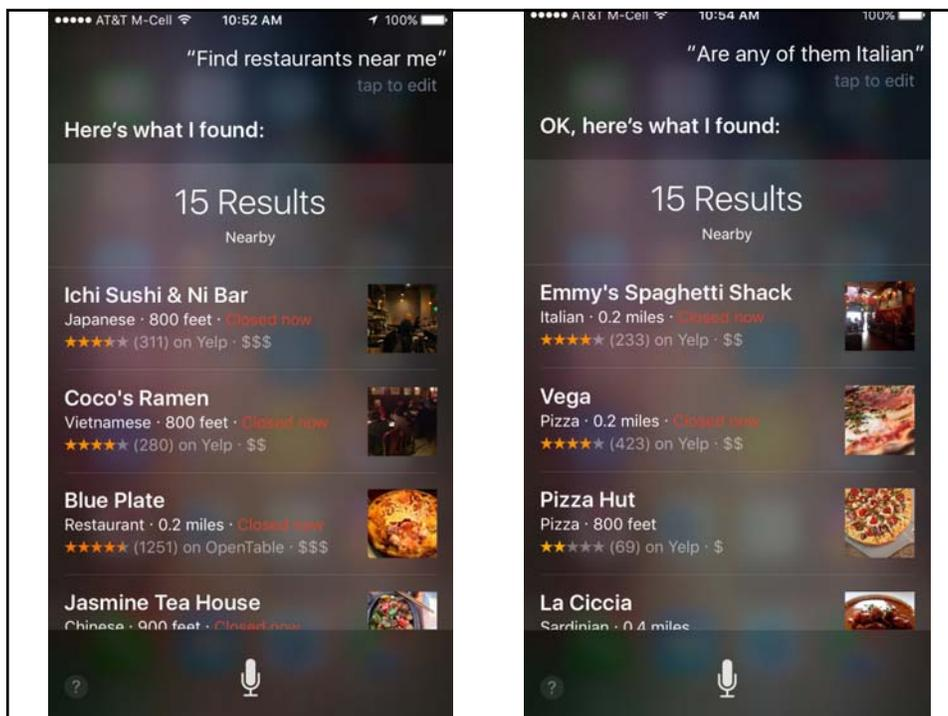 AT&T M-Cell 10:52 AM 100%
“Find restaurants near me”
tap to edit
Here's what I found:
15 Results
Nearby
Ichi Sushi & Ni Bar
Japanese · 800 feet · Closed now
(311) on Yelp · $$$
Coco's Ramen
Vietnamese · 800 feet · Closed now
(280) on Yelp · $$
Blue Plate
Restaurant · 0.2 miles · Closed now
(1251) on OpenTable · $$$
Jasmine Tea House
Chinese · 900 feet · Closed now
?
AT&T M-Cell 10:54 AM 100%
“Are any of them Italian”
tap to edit
OK, here's what I found:
15 Results
Nearby
Emmy's Spaghetti Shack
Italian · 0.2 miles · Closed now
(233) on Yelp · $$
Vega
Pizza · 0.2 miles · Closed now
(423) on Yelp · $$
Pizza Hut
Pizza · 800 feet
(69) on Yelp · $
La Ciccia
Sardinian · 0.4 miles
?